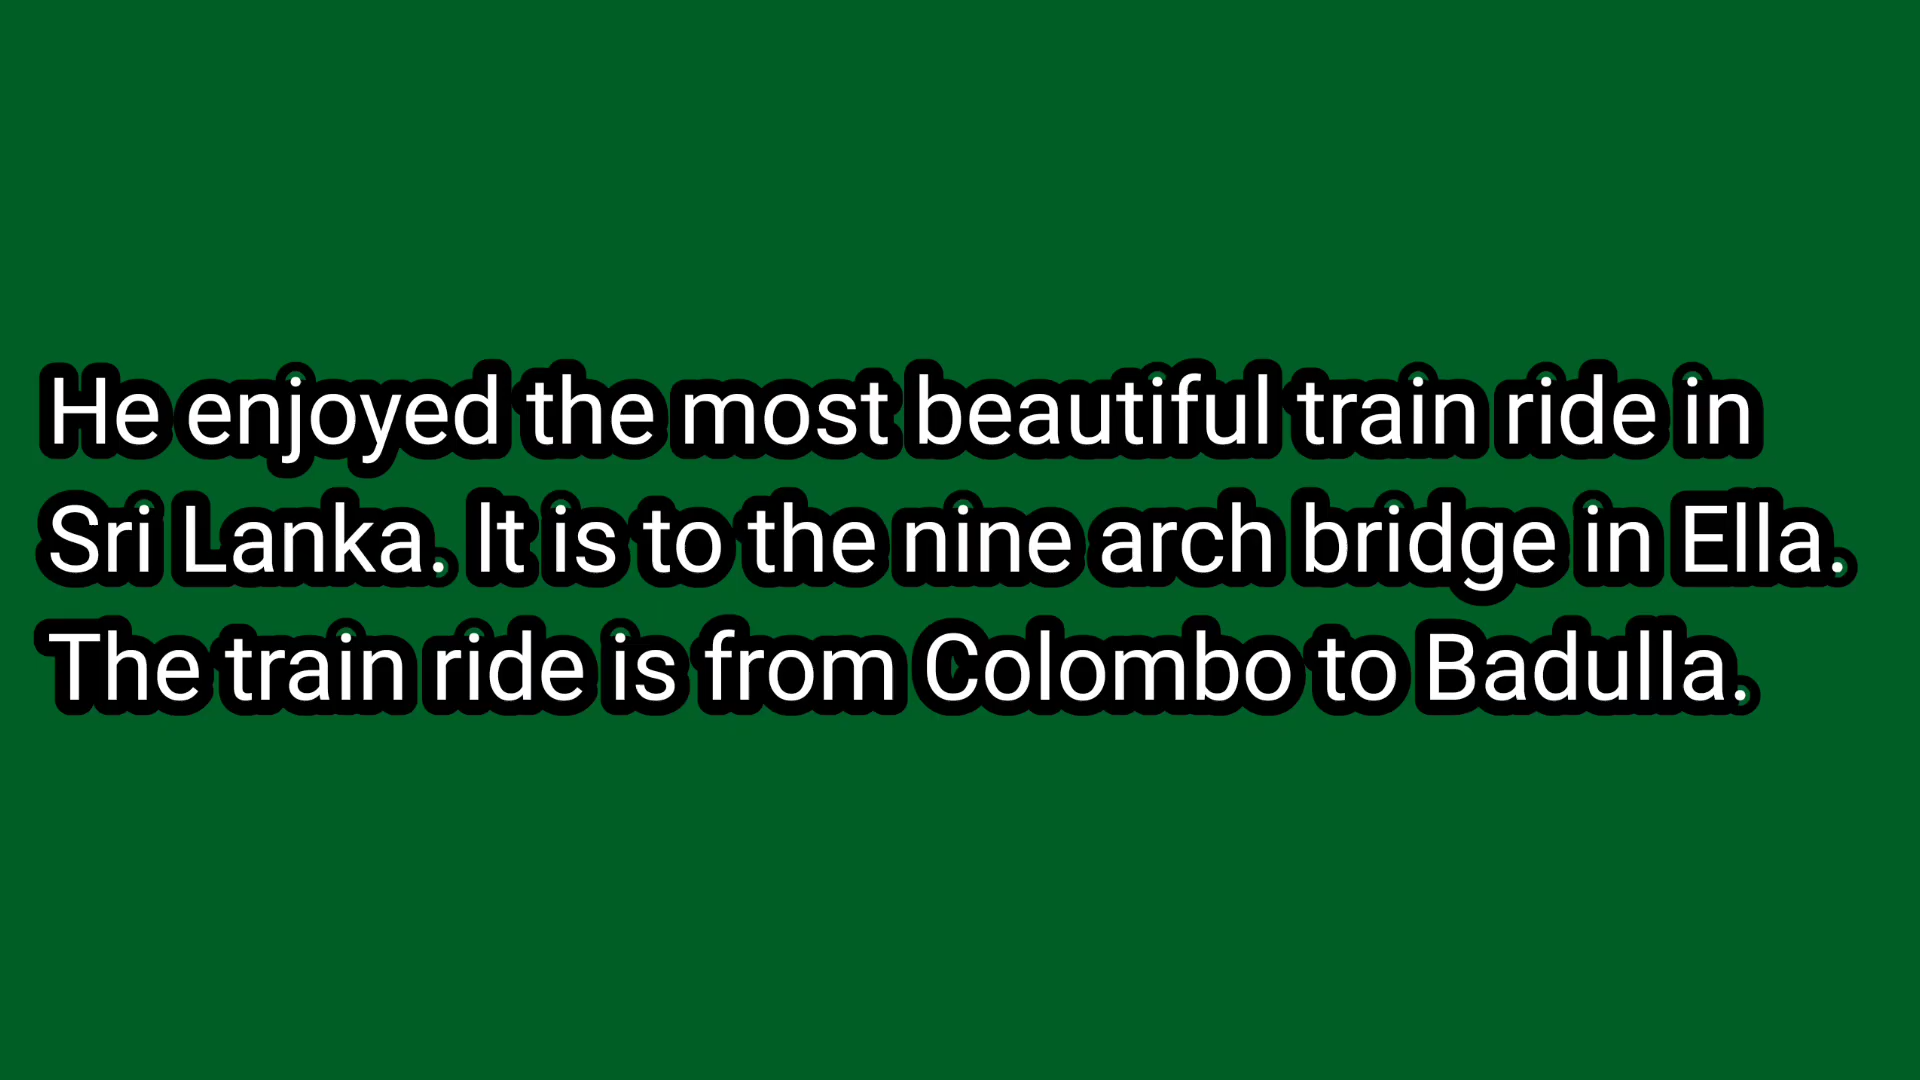 He enjoyed the most beautiful train ride in
Sri Lanka. It is to the nine arch bridge in Ella.
The train ride is from Colombo to Badulla.